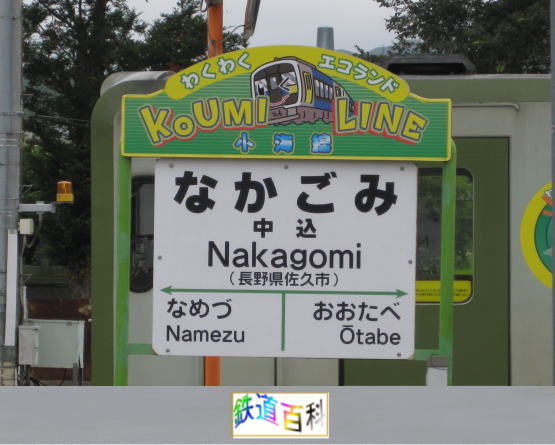 わくわく エコランド
KOUMI LINE
小海線
なかごみ
中込
Nakagomi
(長野県佐久市)
なめづ おおたべ
Namezu Ōtabe
鉄道百科